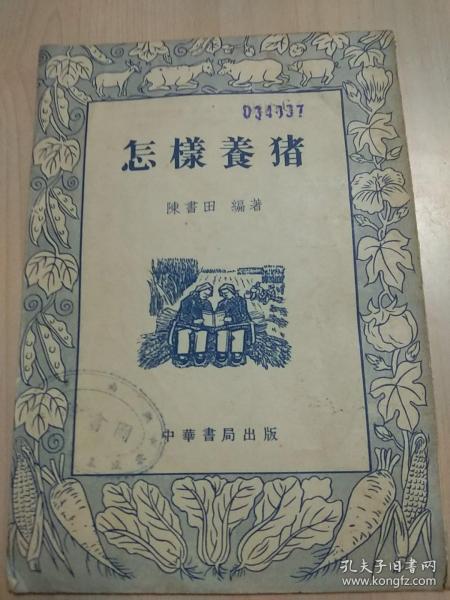 034037
怎樣養猪
陳書田 編著
中華書局出版
孔夫子旧书网
www.kongfz.com